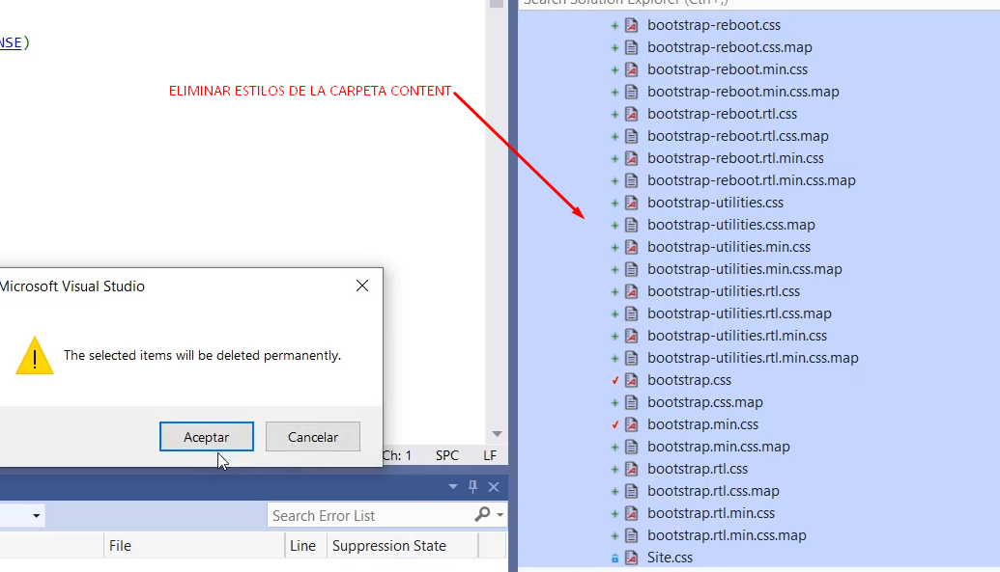 NSE)
ELIMINAR ESTILOS DE LA CARPETA CONTENT
Microsoft Visual Studio
The selected items will be deleted permanently.
Aceptar
Cancelar
Ch: 1
SPC
LF
Search Error List
File
Line
Suppression State
Search Solution Explorer (Ctrl+;)
bootstrap-reboot.css
bootstrap-reboot.css.map
bootstrap-reboot.min.css
bootstrap-reboot.min.css.map
bootstrap-reboot.rtl.css
bootstrap-reboot.rtl.css.map
bootstrap-reboot.rtl.min.css
bootstrap-reboot.rtl.min.css.map
bootstrap-utilities.css
bootstrap-utilities.css.map
bootstrap-utilities.min.css
bootstrap-utilities.min.css.map
bootstrap-utilities.rtl.css
bootstrap-utilities.rtl.css.map
bootstrap-utilities.rtl.min.css
bootstrap-utilities.rtl.min.css.map
bootstrap.css
bootstrap.css.map
bootstrap.min.css
bootstrap.min.css.map
bootstrap.rtl.css
bootstrap.rtl.css.map
bootstrap.rtl.min.css
bootstrap.rtl.min.css.map
Site.css